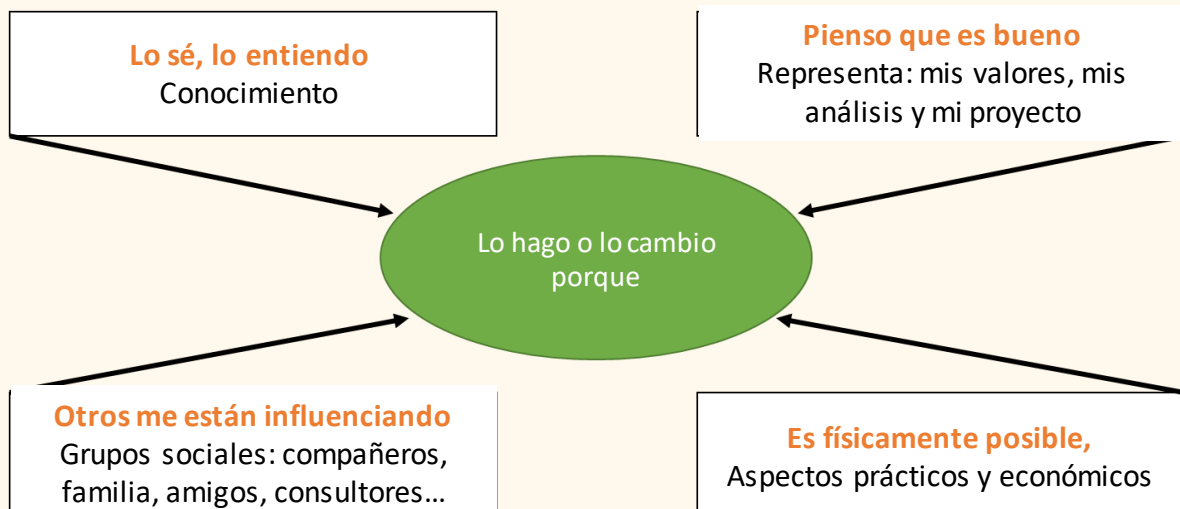 Lo sé, lo entiendo
Conocimiento
Pienso que es bueno
Representa: mis valores, mis
análisis y mi proyecto
Lo hago o lo cambio
porque
Otros me están influenciando
Grupos sociales: compañeros,
familia, amigos, consultores...
Es físicamente posible,
Aspectos prácticos y económicos